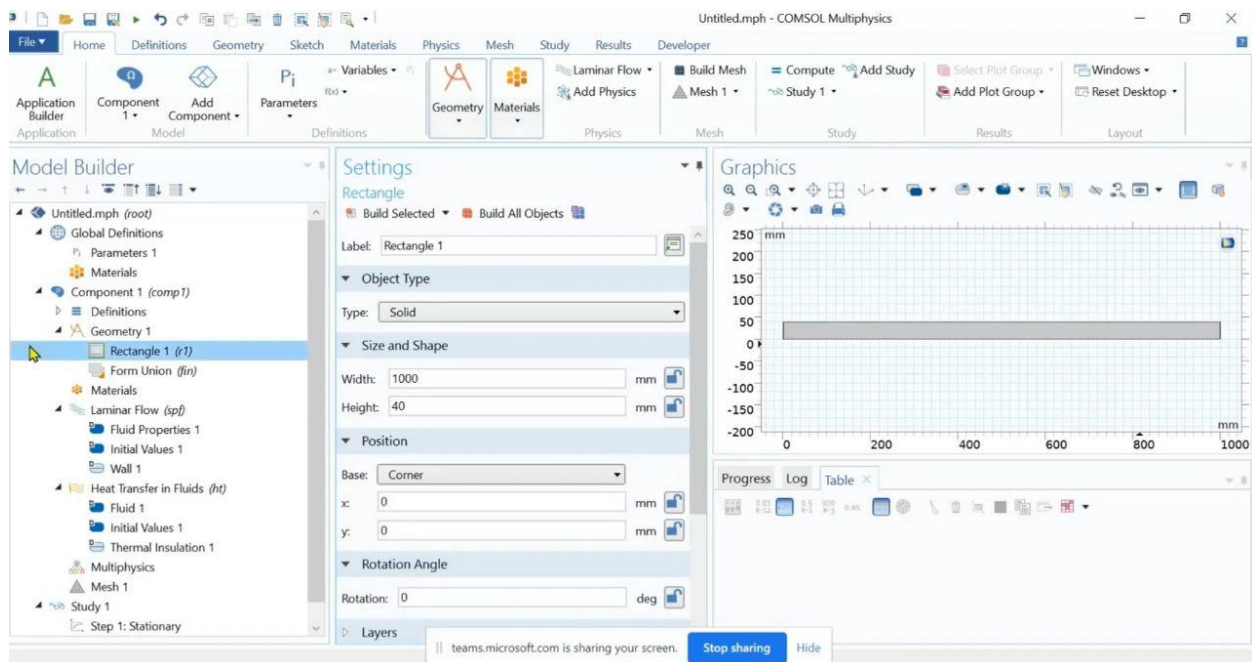 Untitled.mph - COMSOL Multiphysics
File Home Definitions Geometry Sketch Materials Physics Mesh Study Results Developer
A Pi a= Variables Laminar Flow Build Mesh = Compute Add Study Select Plot Group Windows
Application Builder Component 1 Add Component Parameters f(x) Geometry Materials Add Physics Mesh 1 Study 1 Add Plot Group Reset Desktop
Application Model Definitions Physics Mesh Study Results Layout
Model Builder
Untitled.mph (root)
Global Definitions
Pi Parameters 1
Materials
Component 1 (comp1)
Definitions
Geometry 1
Rectangle 1 (r1)
Form Union (fin)
Materials
Laminar Flow (spf)
Fluid Properties 1
Initial Values 1
Wall 1
Heat Transfer in Fluids (ht)
Fluid 1
Initial Values 1
Thermal Insulation 1
Multiphysics
Mesh 1
Study 1
Step 1: Stationary
Settings
Rectangle
Build Selected Build All Objects
Label: Rectangle 1
Object Type
Type: Solid
Size and Shape
Width: 1000 mm
Height: 40 mm
Position
Base: Corner
x: 0 mm
y: 0 mm
Rotation Angle
Rotation: 0 deg
Layers
Graphics
250 mm
200
150
100
50
0
-50
-100
-150
-200 mm
0 200 400 600 800 1000
Progress Log Table
teams.microsoft.com is sharing your screen. Stop sharing Hide